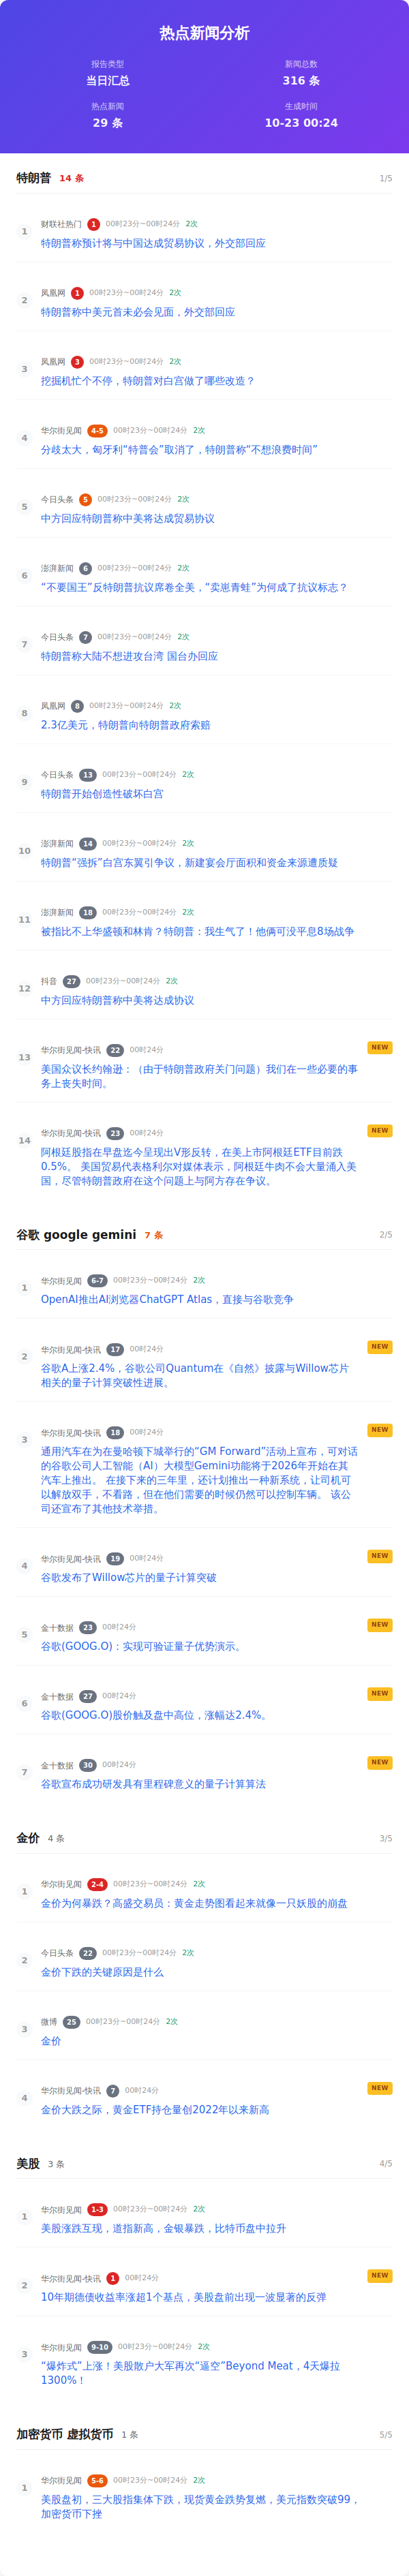 热点新闻分析
报告类型
新闻总数
当日汇总
316 条
热点新闻
生成时间
29 条
10-23 00:24
特朗普 14 条 1/5
1 财联社热门 1 00时23分~00时24分 2次
特朗普称预计将与中国达成贸易协议，外交部回应
2 凤凰网 1 00时23分~00时24分 2次
特朗普称中美元首未必会见面，外交部回应
3 凤凰网 3 00时23分~00时24分 2次
挖掘机忙个不停，特朗普对白宫做了哪些改造？
4 华尔街见闻 4-5 00时23分~00时24分 2次
分歧太大，匈牙利“特普会”取消了，特朗普称“不想浪费时间”
5 今日头条 5 00时23分~00时24分 2次
中方回应特朗普称中美将达成贸易协议
6 澎湃新闻 6 00时23分~00时24分 2次
“不要国王”反特朗普抗议席卷全美，“卖崽青蛙”为何成了抗议标志？
7 今日头条 7 00时23分~00时24分 2次
特朗普称大陆不想进攻台湾 国台办回应
8 凤凰网 8 00时23分~00时24分 2次
2.3亿美元，特朗普向特朗普政府索赔
9 今日头条 13 00时23分~00时24分 2次
特朗普开始创造性破坏白宫
10 澎湃新闻 14 00时23分~00时24分 2次
特朗普“强拆”白宫东翼引争议，新建宴会厅面积和资金来源遭质疑
11 澎湃新闻 18 00时23分~00时24分 2次
被指比不上华盛顿和林肯？特朗普：我生气了！他俩可没平息8场战争
12 抖音 27 00时23分~00时24分 2次
中方回应特朗普称中美将达成协议
13 华尔街见闻-快讯 22 00时24分 NEW
美国众议长约翰逊：（由于特朗普政府关门问题）我们在一些必要的事
务上丧失时间。
14 华尔街见闻-快讯 23 00时24分 NEW
阿根廷股指在早盘迄今呈现出V形反转，在美上市阿根廷ETF目前跌
0.5%。 美国贸易代表格利尔对媒体表示，阿根廷牛肉不会大量涌入美
国，尽管特朗普政府在这个问题上与阿方存在争议。
谷歌 google gemini 7 条 2/5
1 华尔街见闻 6-7 00时23分~00时24分 2次
OpenAI推出AI浏览器ChatGPT Atlas，直接与谷歌竞争
2 华尔街见闻-快讯 17 00时24分 NEW
谷歌A上涨2.4%，谷歌公司Quantum在《自然》披露与Willow芯片
相关的量子计算突破性进展。
3 华尔街见闻-快讯 18 00时24分 NEW
通用汽车在为在曼哈顿下城举行的“GM Forward”活动上宣布，可对话
的谷歌公司人工智能（AI）大模型Gemini功能将于2026年开始在其
汽车上推出。 在接下来的三年里，还计划推出一种新系统，让司机可
以解放双手，不看路，但在他们需要的时候仍然可以控制车辆。 该公
司还宣布了其他技术举措。
4 华尔街见闻-快讯 19 00时24分 NEW
谷歌发布了Willow芯片的量子计算突破
5 金十数据 23 00时24分 NEW
谷歌(GOOG.O)：实现可验证量子优势演示。
6 金十数据 27 00时24分 NEW
谷歌(GOOG.O)股价触及盘中高位，涨幅达2.4%。
7 金十数据 30 00时24分 NEW
谷歌宣布成功研发具有里程碑意义的量子计算算法
金价 4 条 3/5
1 华尔街见闻 2-4 00时23分~00时24分 2次
金价为何暴跌？高盛交易员：黄金走势图看起来就像一只妖股的崩盘
2 今日头条 22 00时23分~00时24分 2次
金价下跌的关键原因是什么
3 微博 25 00时23分~00时24分 2次
金价
4 华尔街见闻-快讯 7 00时24分 NEW
金价大跌之际，黄金ETF持仓量创2022年以来新高
美股 3 条 4/5
1 华尔街见闻 1-3 00时23分~00时24分 2次
美股涨跌互现，道指新高，金银暴跌，比特币盘中拉升
2 华尔街见闻-快讯 1 00时24分 NEW
10年期德债收益率涨超1个基点，美股盘前出现一波显著的反弹
3 华尔街见闻 9-10 00时23分~00时24分 2次
“爆炸式”上涨！美股散户大军再次“逼空”Beyond Meat，4天爆拉
1300%！
加密货币 虚拟货币 1 条 5/5
1 华尔街见闻 5-6 00时23分~00时24分 2次
美股盘初，三大股指集体下跌，现货黄金跌势复燃，美元指数突破99，
加密货币下挫